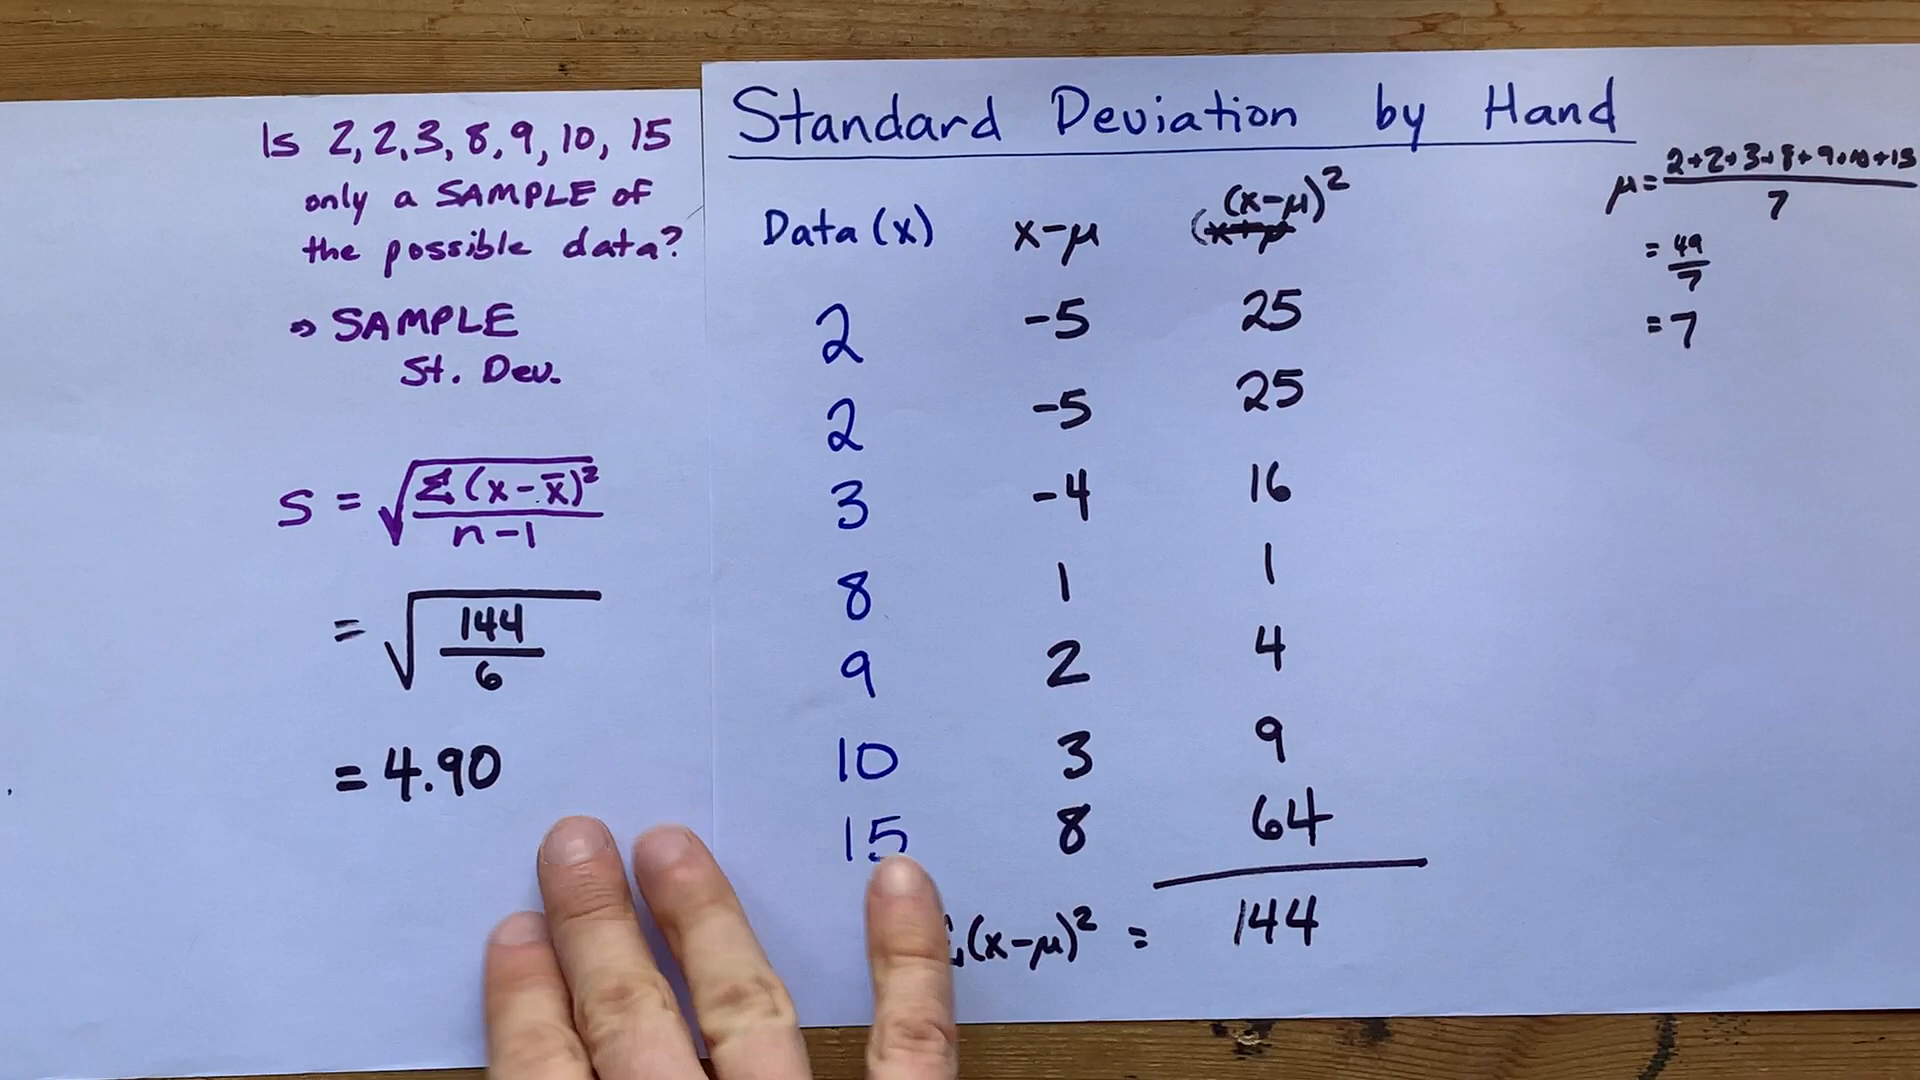 Is 2,2,3,8,9,10,15
only a SAMPLE of
the possible data?
⇒ SAMPLE
St. Dev.
S = √(Σ(x-x̄)² / n-1)
= √(144/6)
= 4.90
Standard Deviation by Hand
Data (x) x-μ (x-μ)²
2 -5 25
2 -5 25
3 -4 16
8 1 1
9 2 4
10 3 9
15 8 64
(x-μ)² = 144
μ = 2+2+3+8+9+10+15 / 7
= 49/7
= 7